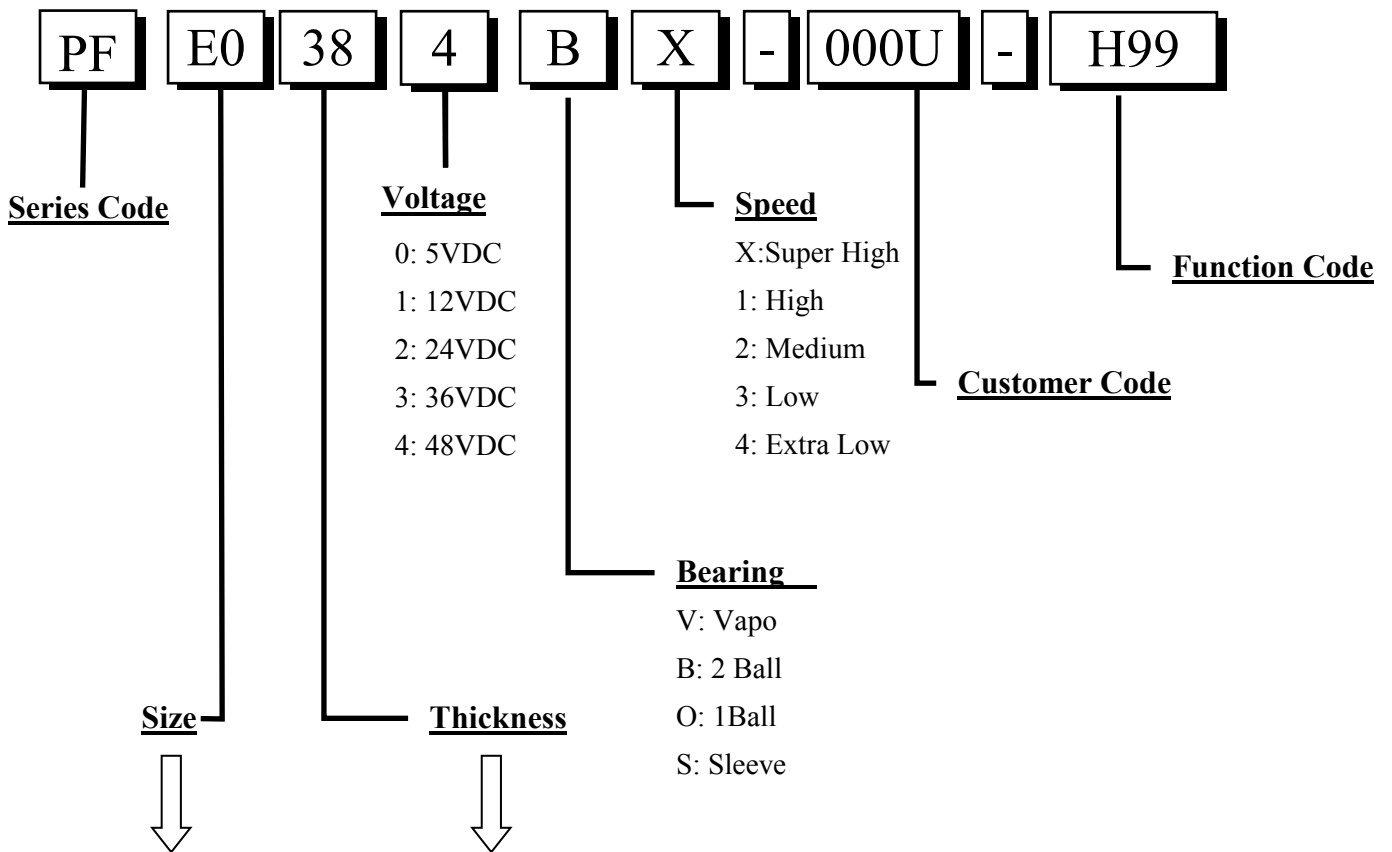 PF E0 38 4 B X - 000U - H99
Series Code
Voltage
0: 5VDC
1: 12VDC
2: 24VDC
3: 36VDC
4: 48VDC
Speed
X:Super High
1: High
2: Medium
3: Low
4: Extra Low
Function Code
Customer Code
Bearing
V: Vapo
B: 2 Ball
O: 1Ball
S: Sleeve
Size
Thickness